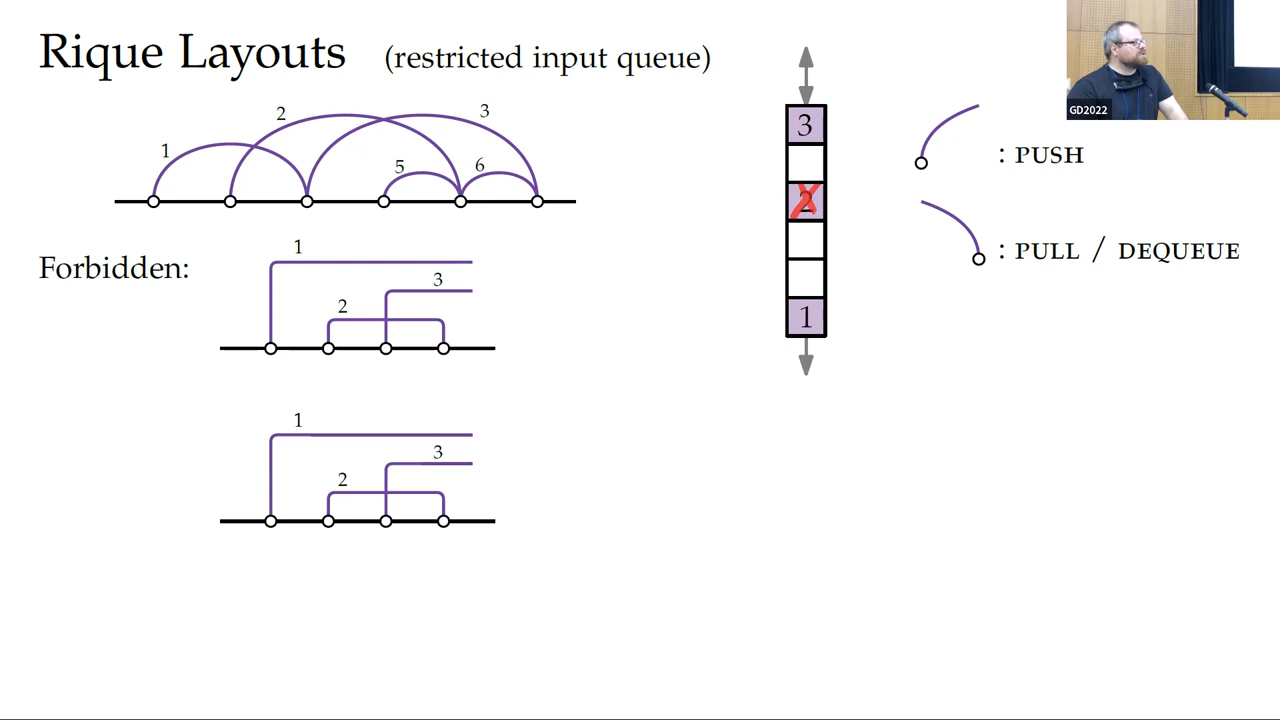 Rique Layouts (restricted input queue)
1 2 5 6 3
Forbidden:
1
3
2
1
3
2
3
2
1
: PUSH
: PULL / DEQUEUE
GD2022